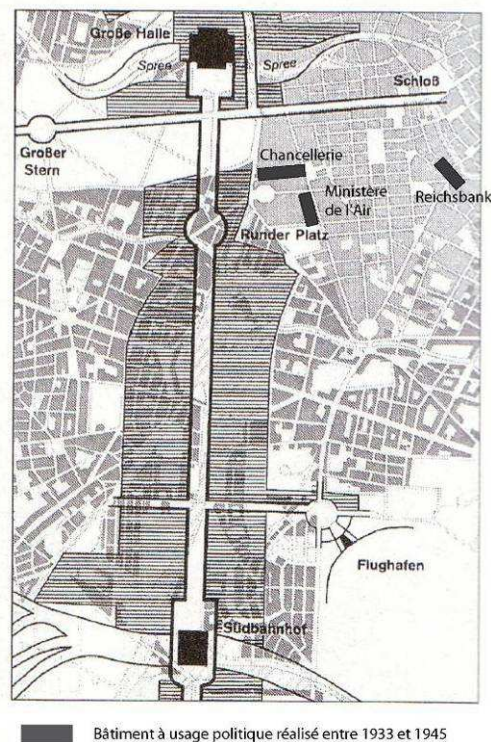 Große Halle
Spree
Spree
Schloß
Großer
Stern
Chancellerie
Ministère
de l'Air
Reichsbank
Runder Platz
Flughafen
Südbahnhof
Bâtiment à usage politique réalisé entre 1933 et 1945